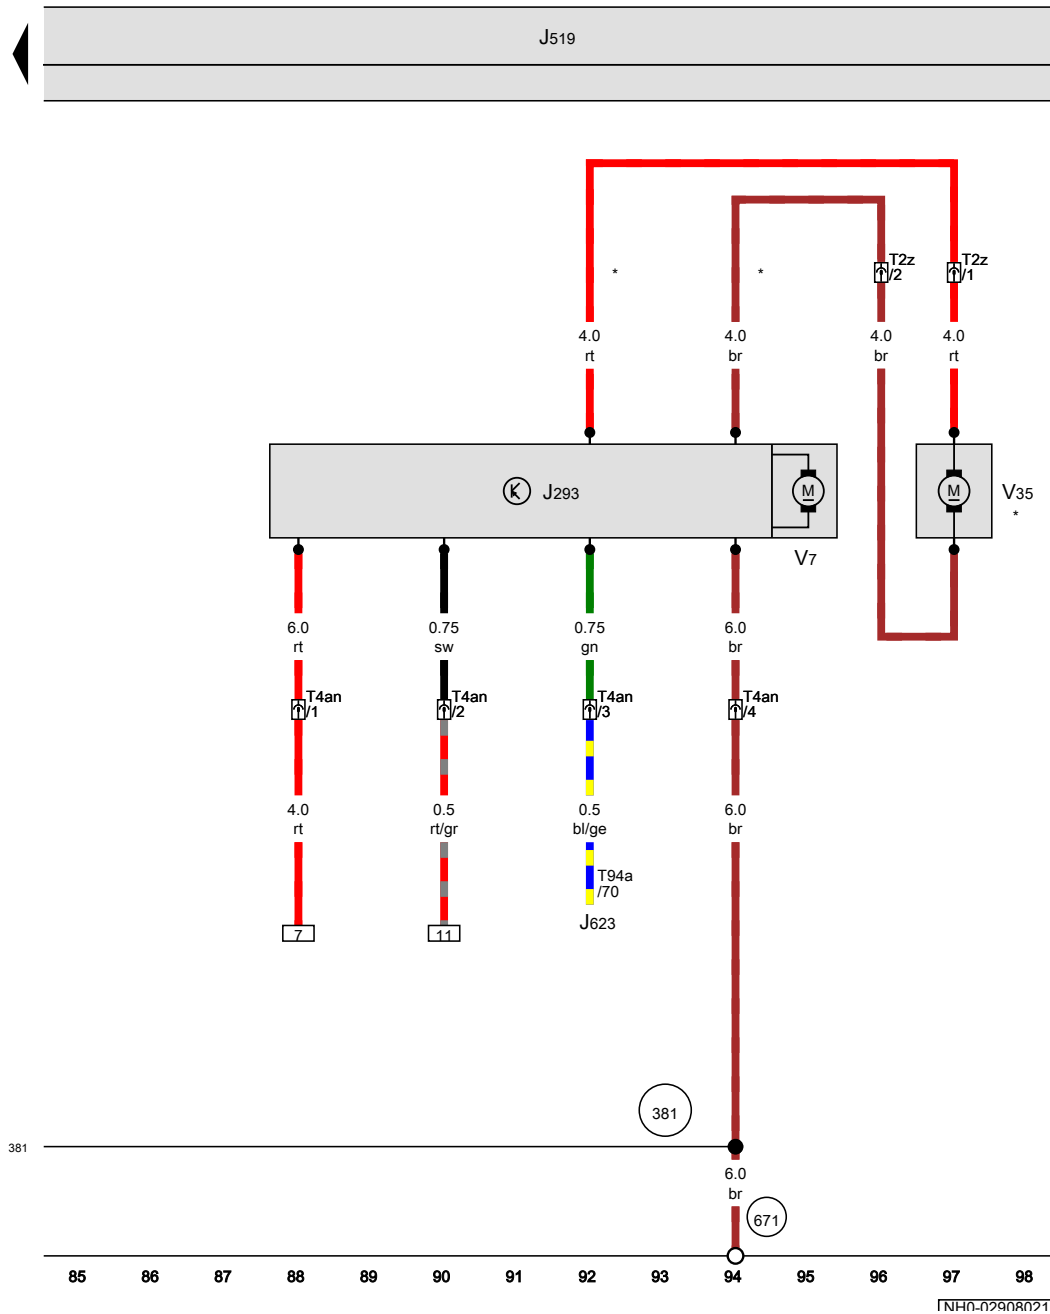 J519
T2z
/2
T2z
/1
*
*
4.0
rt
4.0
br
4.0
br
4.0
rt
J293
M
M
V35
*
V7
6.0
rt
0.75
sw
0.75
gn
6.0
br
T4an
/1
T4an
/2
T4an
/3
T4an
/4
4.0
rt
0.5
rt/gr
0.5
bl/ge
6.0
br
T94a
/70
7
11
J623
381
381
6.0
br
671
85 86 87 88 89 90 91 92 93 94 95 96 97 98
NH0-02908021